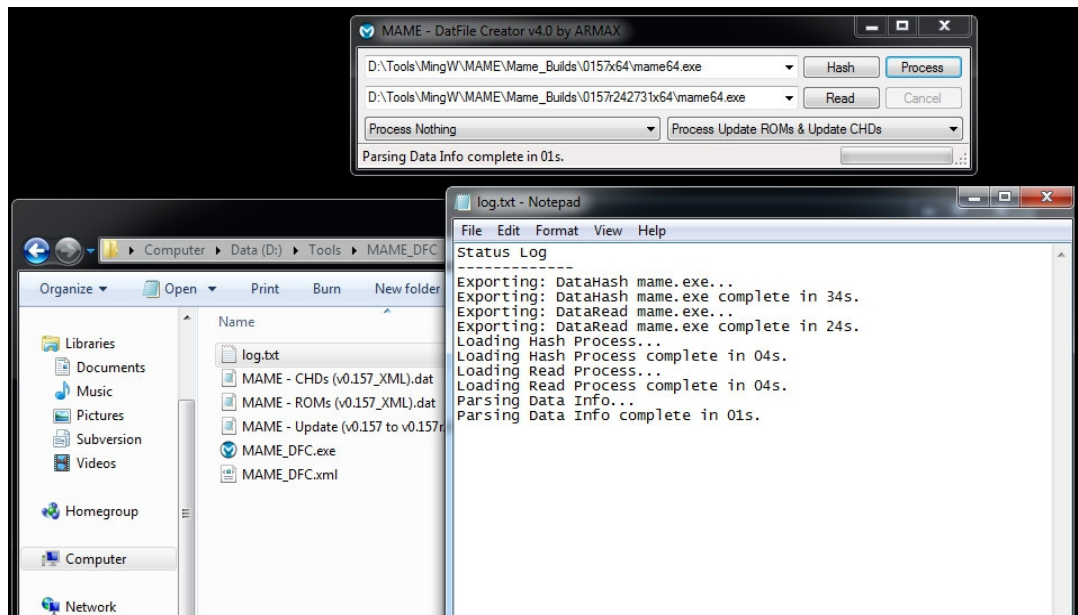 MAME - DatFile Creator v4.0 by ARMAX
D:\Tools\MingW\MAME\Mame_Builds\0157x64\mame64.exe
Hash
Process
D:\Tools\MingW\MAME\Mame_Builds\0157r242731x64\mame64.exe
Read
Cancel
Process Nothing
Process Update ROMs & Update CHDs
Parsing Data Info complete in 01s.
Computer
Data (D:)
Tools
MAME_DFC
Organize
Open
Print
Burn
New folder
Libraries
Documents
Music
Pictures
Subversion
Videos
Homegroup
Computer
Network
Name
log.txt
MAME - CHDs (v0.157_XML).dat
MAME - ROMs (v0.157_XML).dat
MAME - Update (v0.157 to v0.157r
MAME_DFC.exe
MAME_DFC.xml
log.txt - Notepad
File Edit Format View Help
Status Log
-------------
Exporting: DataHash mame.exe...
Exporting: DataHash mame.exe complete in 34s.
Exporting: DataRead mame.exe...
Exporting: DataRead mame.exe complete in 24s.
Loading Hash Process...
Loading Hash Process complete in 04s.
Loading Read Process...
Loading Read Process complete in 04s.
Parsing Data Info...
Parsing Data Info complete in 01s.